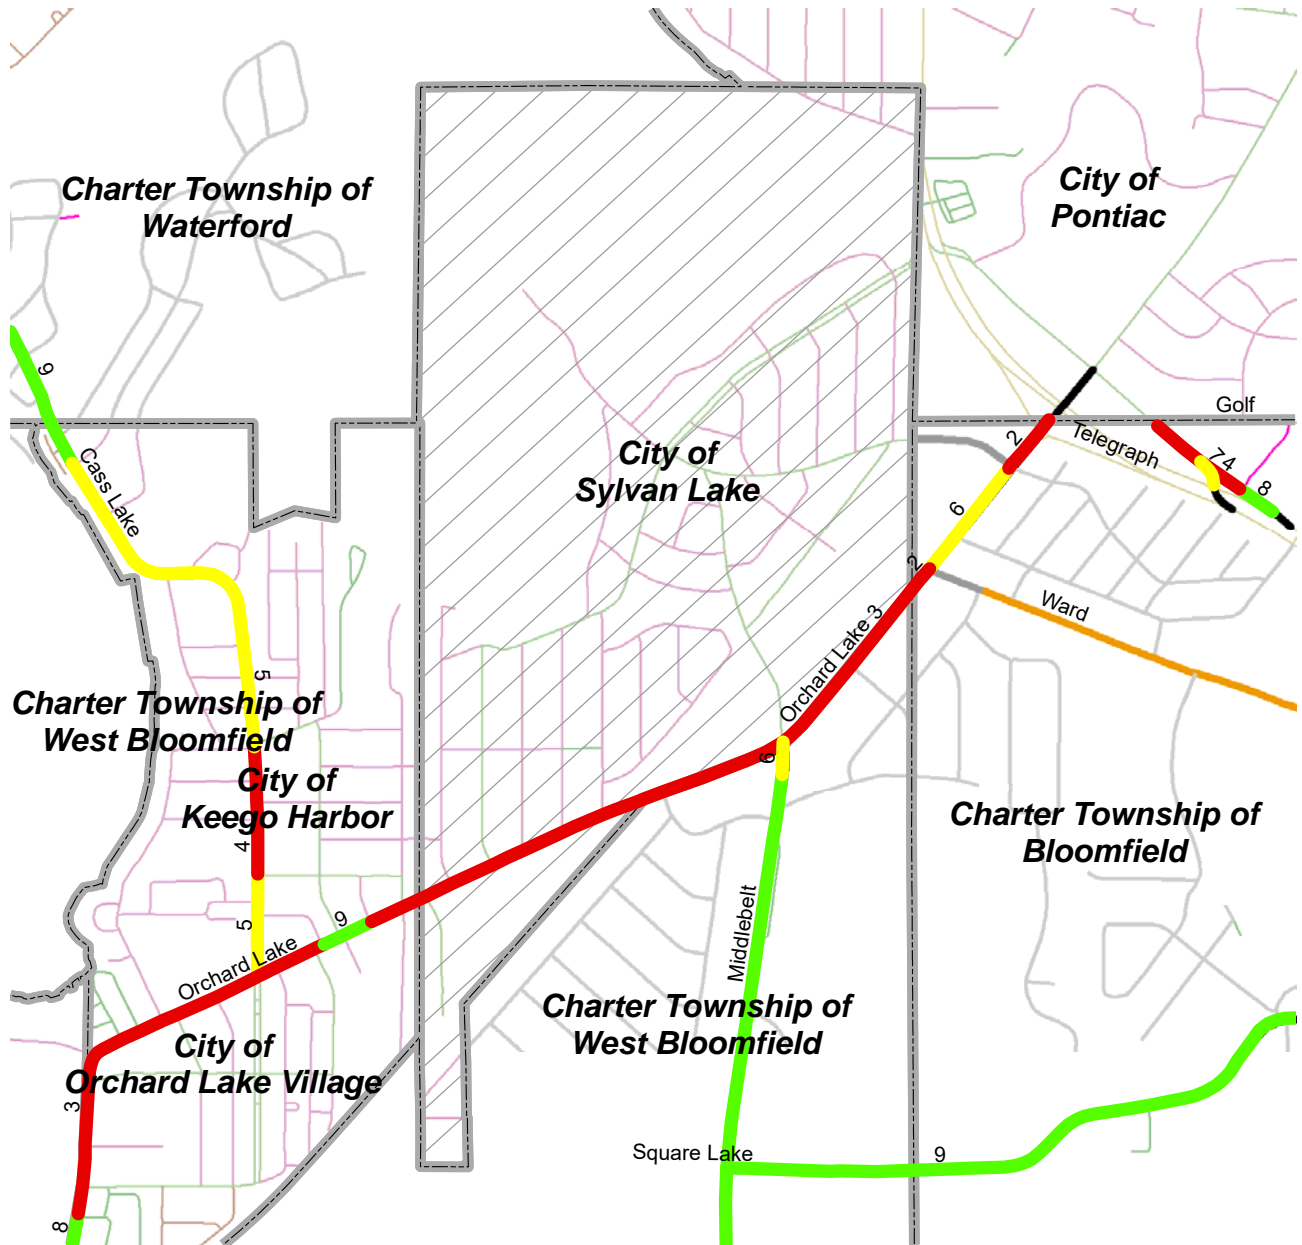 Charter Township of
Waterford
City of
Pontiac
9
Golf
Cass Lake
City of
Sylvan Lake
2
Telegraph
74
8
6
2
Ward
5
Orchard Lake 3
Charter Township of
West Bloomfield
6
City of
Keego Harbor
4
Charter Township of
Bloomfield
5
9
Orchard Lake
Middlebelt
Charter Township of
West Bloomfield
City of
Orchard Lake Village
3
Square Lake
9
8